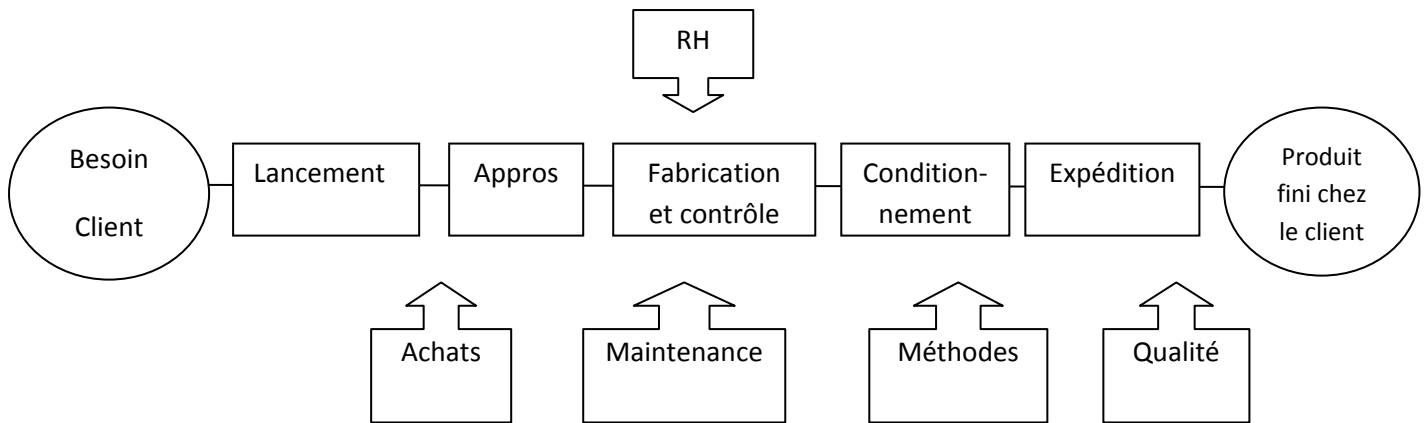 RH
Besoin
Client
Lancement
Appros
Fabrication
et contrôle
Condition-
nement
Expédition
Produit
fini chez
le client
Achats
Maintenance
Méthodes
Qualité